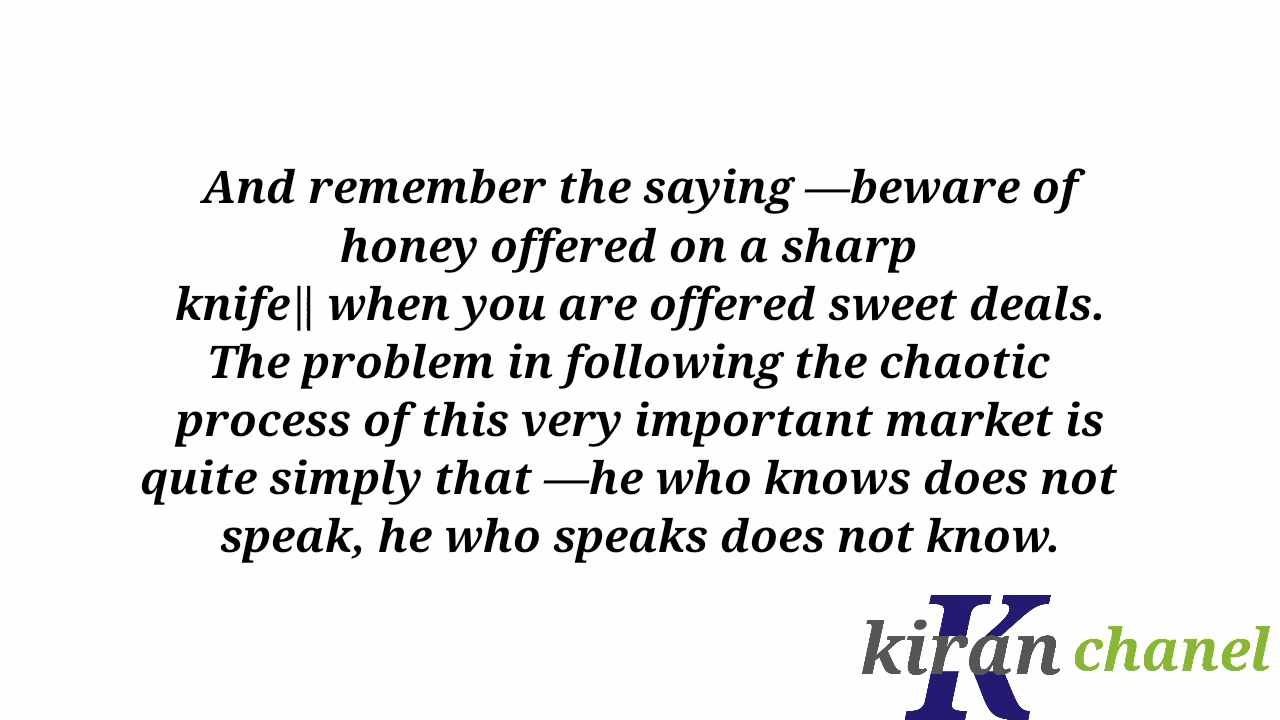 And remember the saying ―beware of
honey offered on a sharp
knife‖ when you are offered sweet deals.
The problem in following the chaotic
process of this very important market is
quite simply that ―he who knows does not
speak, he who speaks does not know.
K
kiran chanel